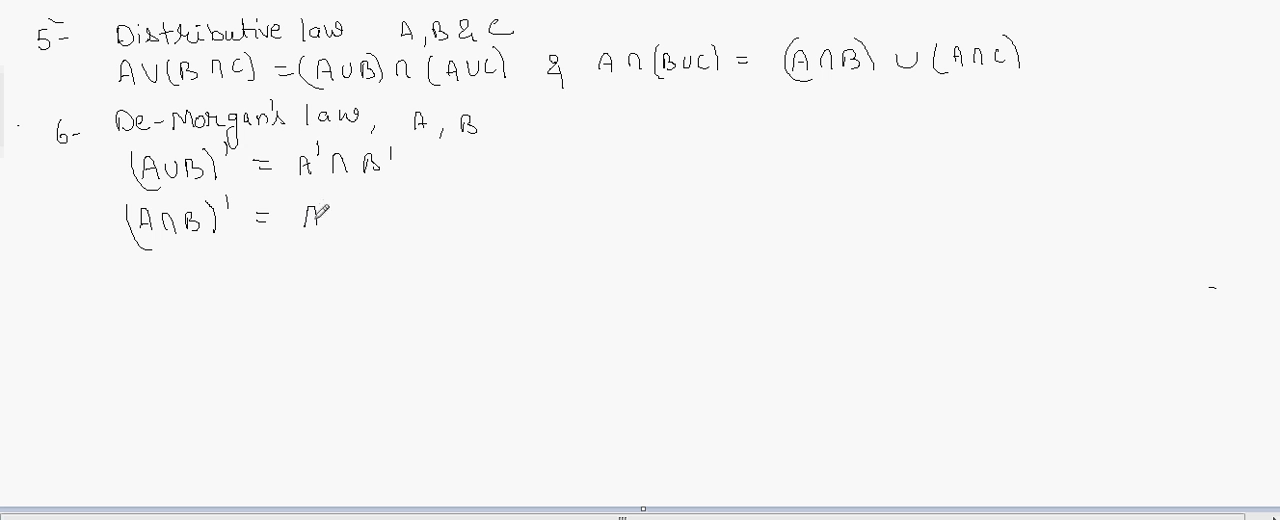 5- Distributive law A, B & C
A∪(B∩C) = (A∪B) ∩ (A∪C) & A∩(B∪C) = (A∩B) ∪ (A∩C)
6- De-Morgan's law, A, B
(A∪B)' = A' ∩ B'
(A∩B)' =